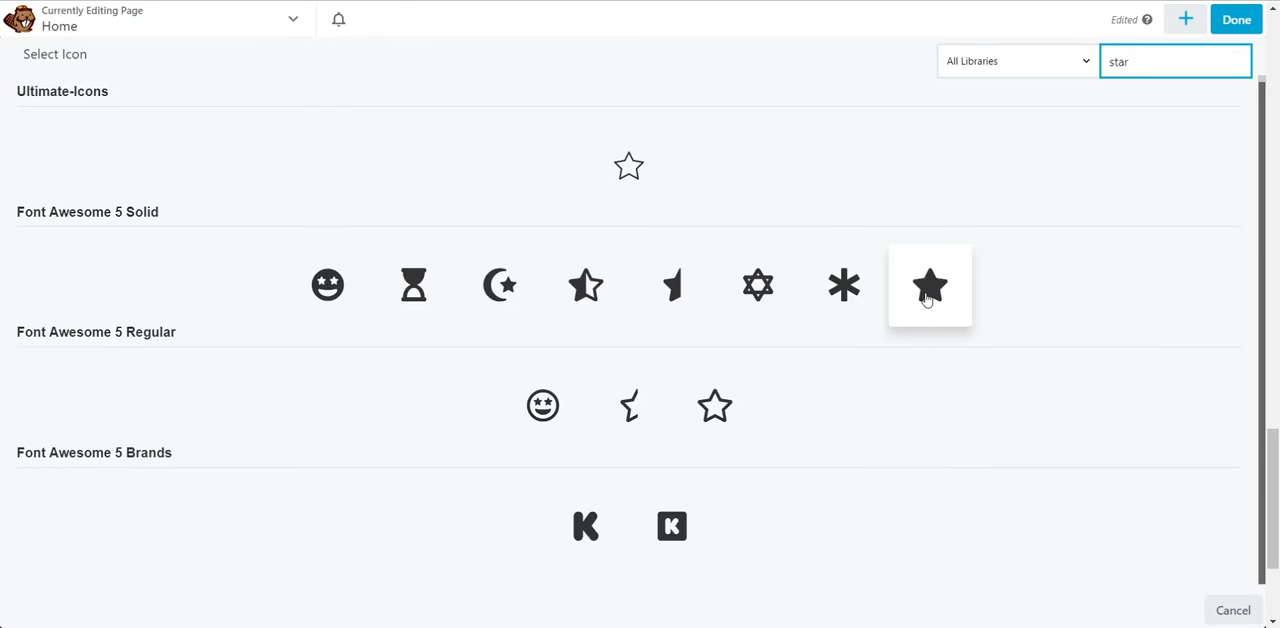 Currently Editing Page
Home
Edited
Done
Select Icon
All Libraries
star
Ultimate-Icons
Font Awesome 5 Solid
Font Awesome 5 Regular
Font Awesome 5 Brands
Cancel